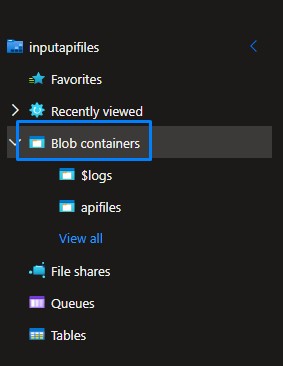 inputapifiles
Favorites
Recently viewed
Blob containers
$logs
apifiles
View all
File shares
Queues
Tables